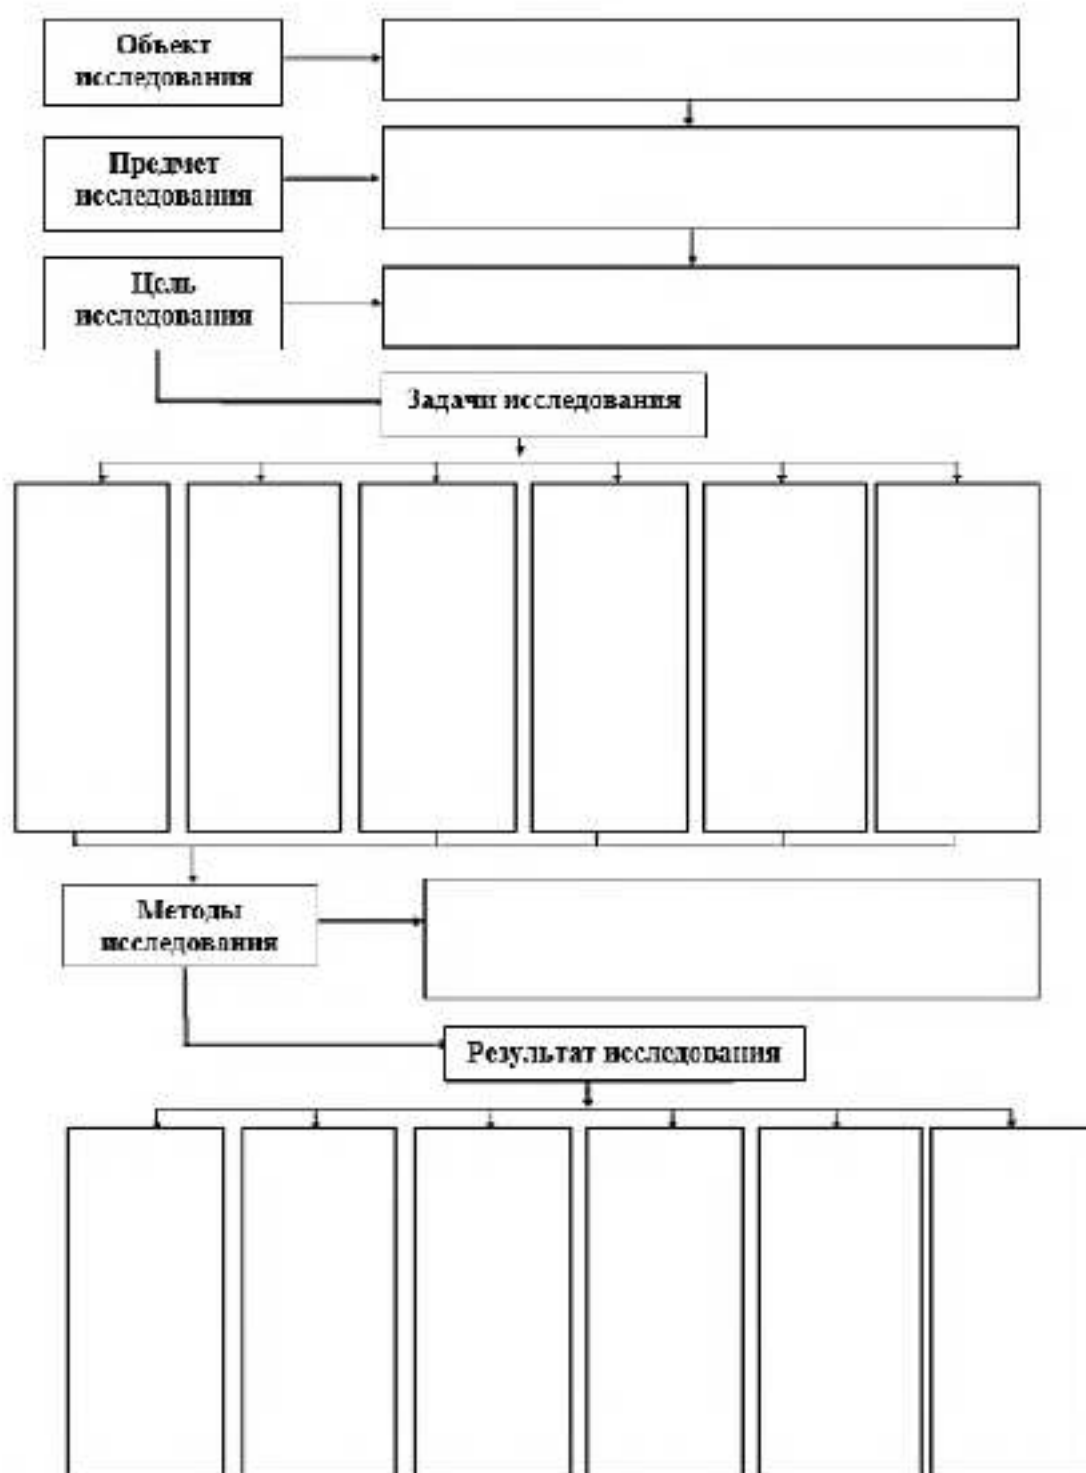 Объект
исследования
Предмет
исследования
Цель
исследования
Задачи исследования
Методы
исследования
Результат исследования